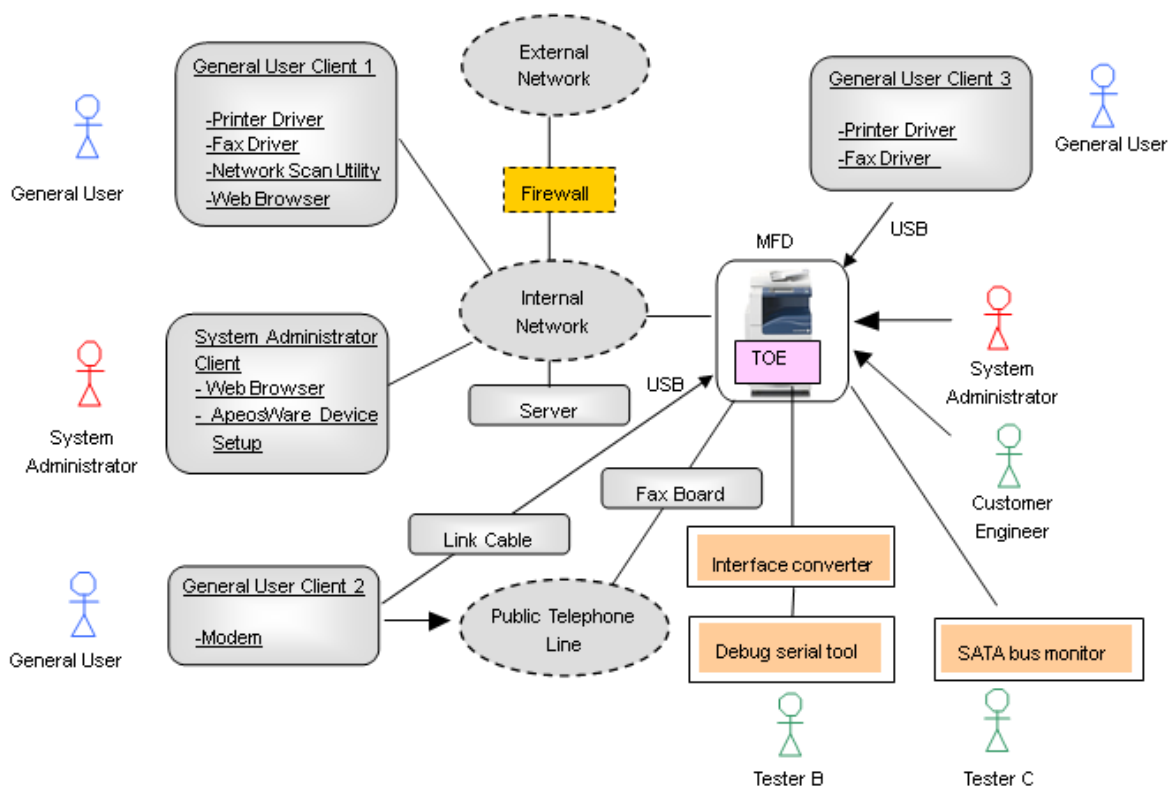 External
Network
General User Client 1
-Printer Driver
-Fax Driver
-Network Scan Utility
-Web Browser
General User
General User Client 3
-Printer Driver
-Fax Driver
General User
Firewall
USB
MFD
Internal
Network
TOE
System Administrator
Client
- Web Browser
- ApeosWare Device
Setup
System
Administrator
Server
USB
System
Administrator
Fax Board
Customer
Engineer
Link Cable
General User Client 2
-Modem
General User
Public Telephone
Line
Interface converter
Debug serial tool
SATA bus monitor
Tester B
Tester C